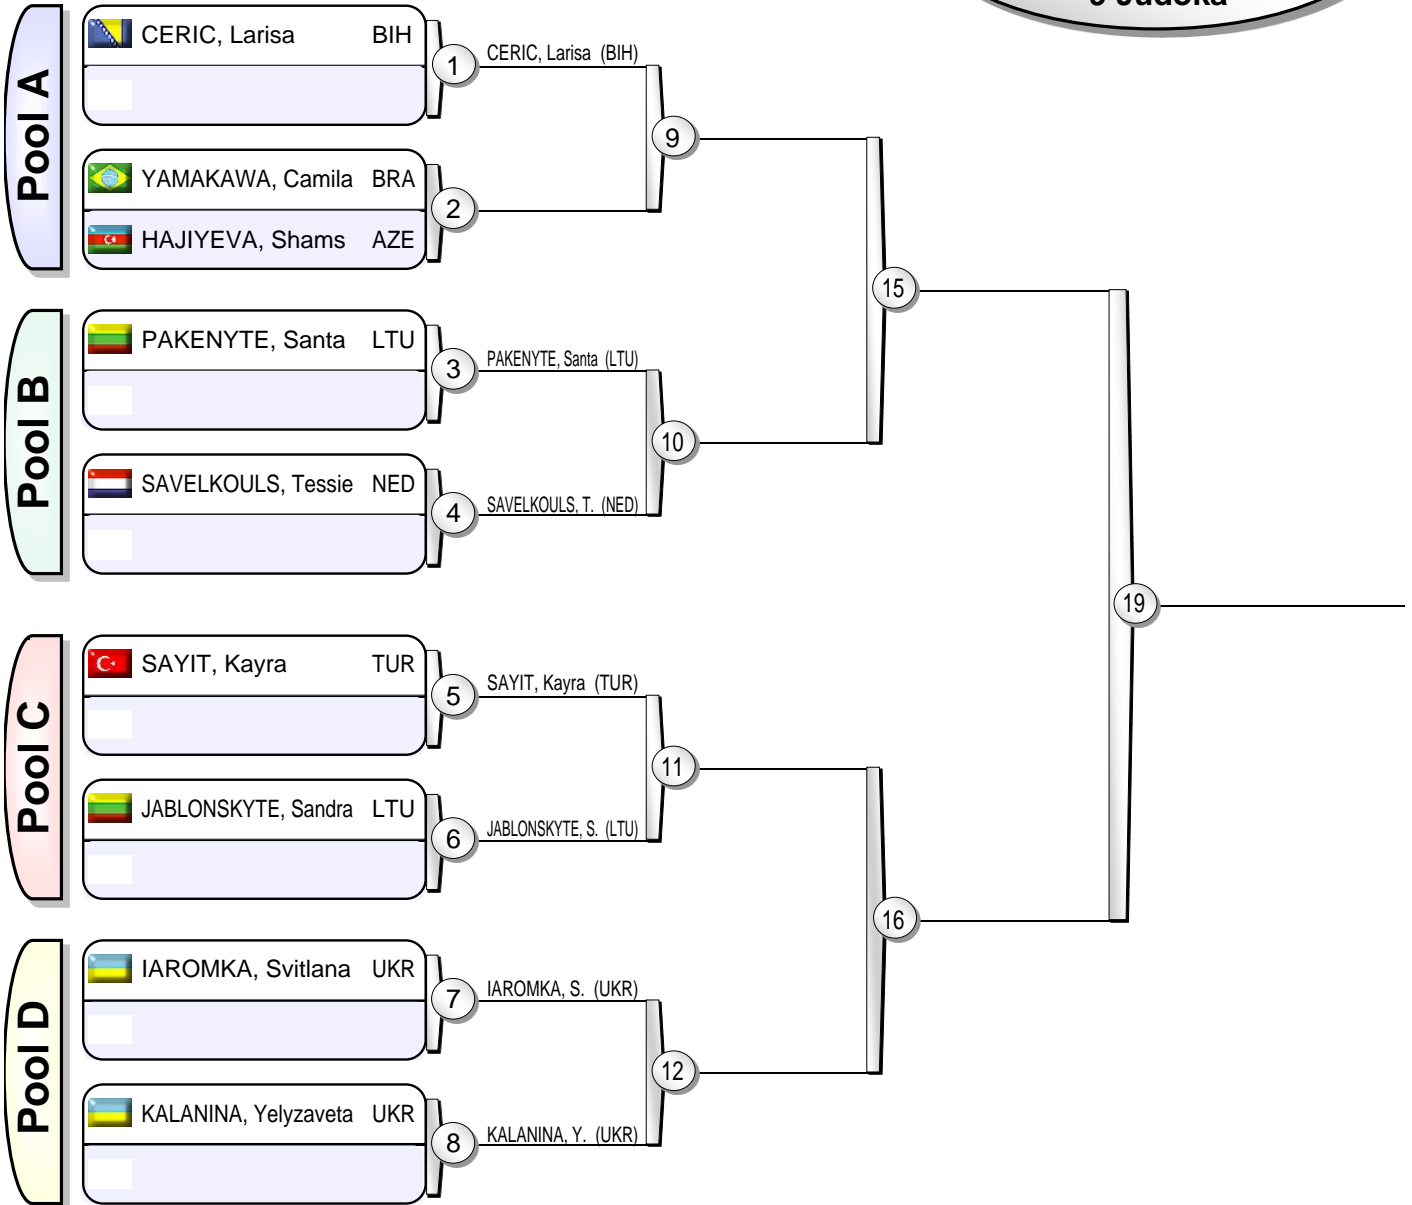 Judoka
Pool A
CERIC, Larisa BIH
1
CERIC, Larisa (BIH)
9
YAMAKAWA, Camila BRA
HAJIYEVA, Shams AZE
2
15
Pool B
PAKENYTE, Santa LTU
3
PAKENYTE, Santa (LTU)
10
SAVELKOULS, Tessie NED
4
SAVELKOULS, T. (NED)
19
Pool C
SAYIT, Kayra TUR
5
SAYIT, Kayra (TUR)
11
JABLONSKYTE, Sandra LTU
6
JABLONSKYTE, S. (LTU)
16
Pool D
IAROMKA, Svitlana UKR
7
IAROMKA, S. (UKR)
12
KALANINA, Yelyzaveta UKR
8
KALANINA, Y. (UKR)